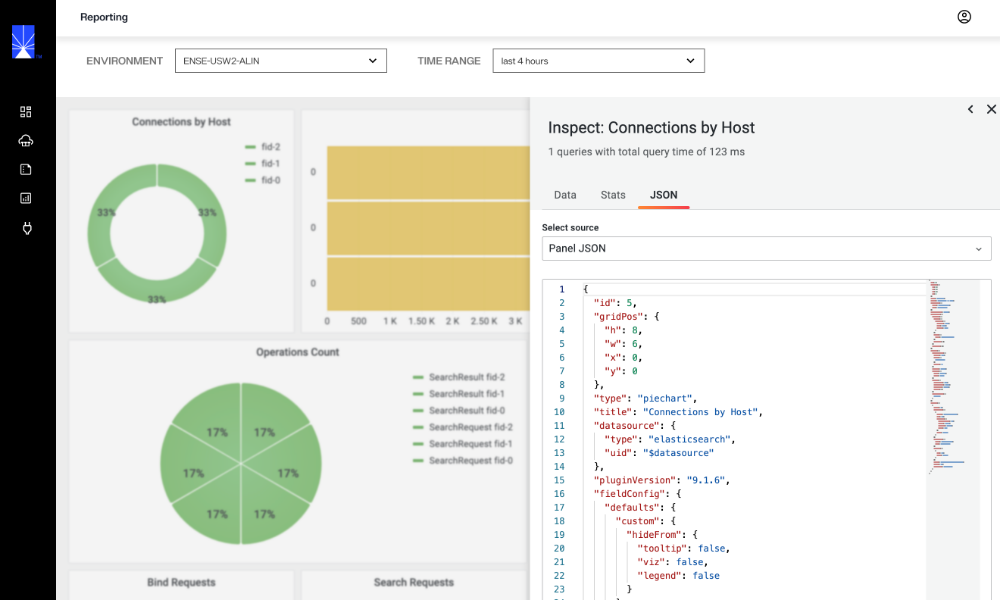 Reporting
ENVIRONMENT
ENSE-USW2-ALIN
TIME RANGE
last 4 hours
Connections by Host
fid-2
fid-1
fid-0
33%
33%
33%
0
0
0
0
500
1 K
1.50 K
2 K
2.50 K
3 K
Operations Count
SearchResult fid-2
SearchResult fid-1
SearchResult fid-0
SearchRequest fid-2
SearchRequest fid-1
SearchRequest fid-0
17%
17%
17%
17%
17%
17%
Bind Requests
Search Requests
Inspect: Connections by Host
1 queries with total query time of 123 ms
Data
Stats
JSON
Select source
Panel JSON
1 {
2 "id": 5,
3 "gridPos": {
4 "h": 8,
5 "w": 6,
6 "x": 0,
7 "y": 0
8 },
9 "type": "piechart",
10 "title": "Connections by Host",
11 "datasource": {
12 "type": "elasticsearch",
13 "uid": "$datasource"
14 },
15 "pluginVersion": "9.1.6",
16 "fieldConfig": {
17 "defaults": {
18 "custom": {
19 "hideFrom": {
20 "tooltip": false,
21 "viz": false,
22 "legend": false
23 }